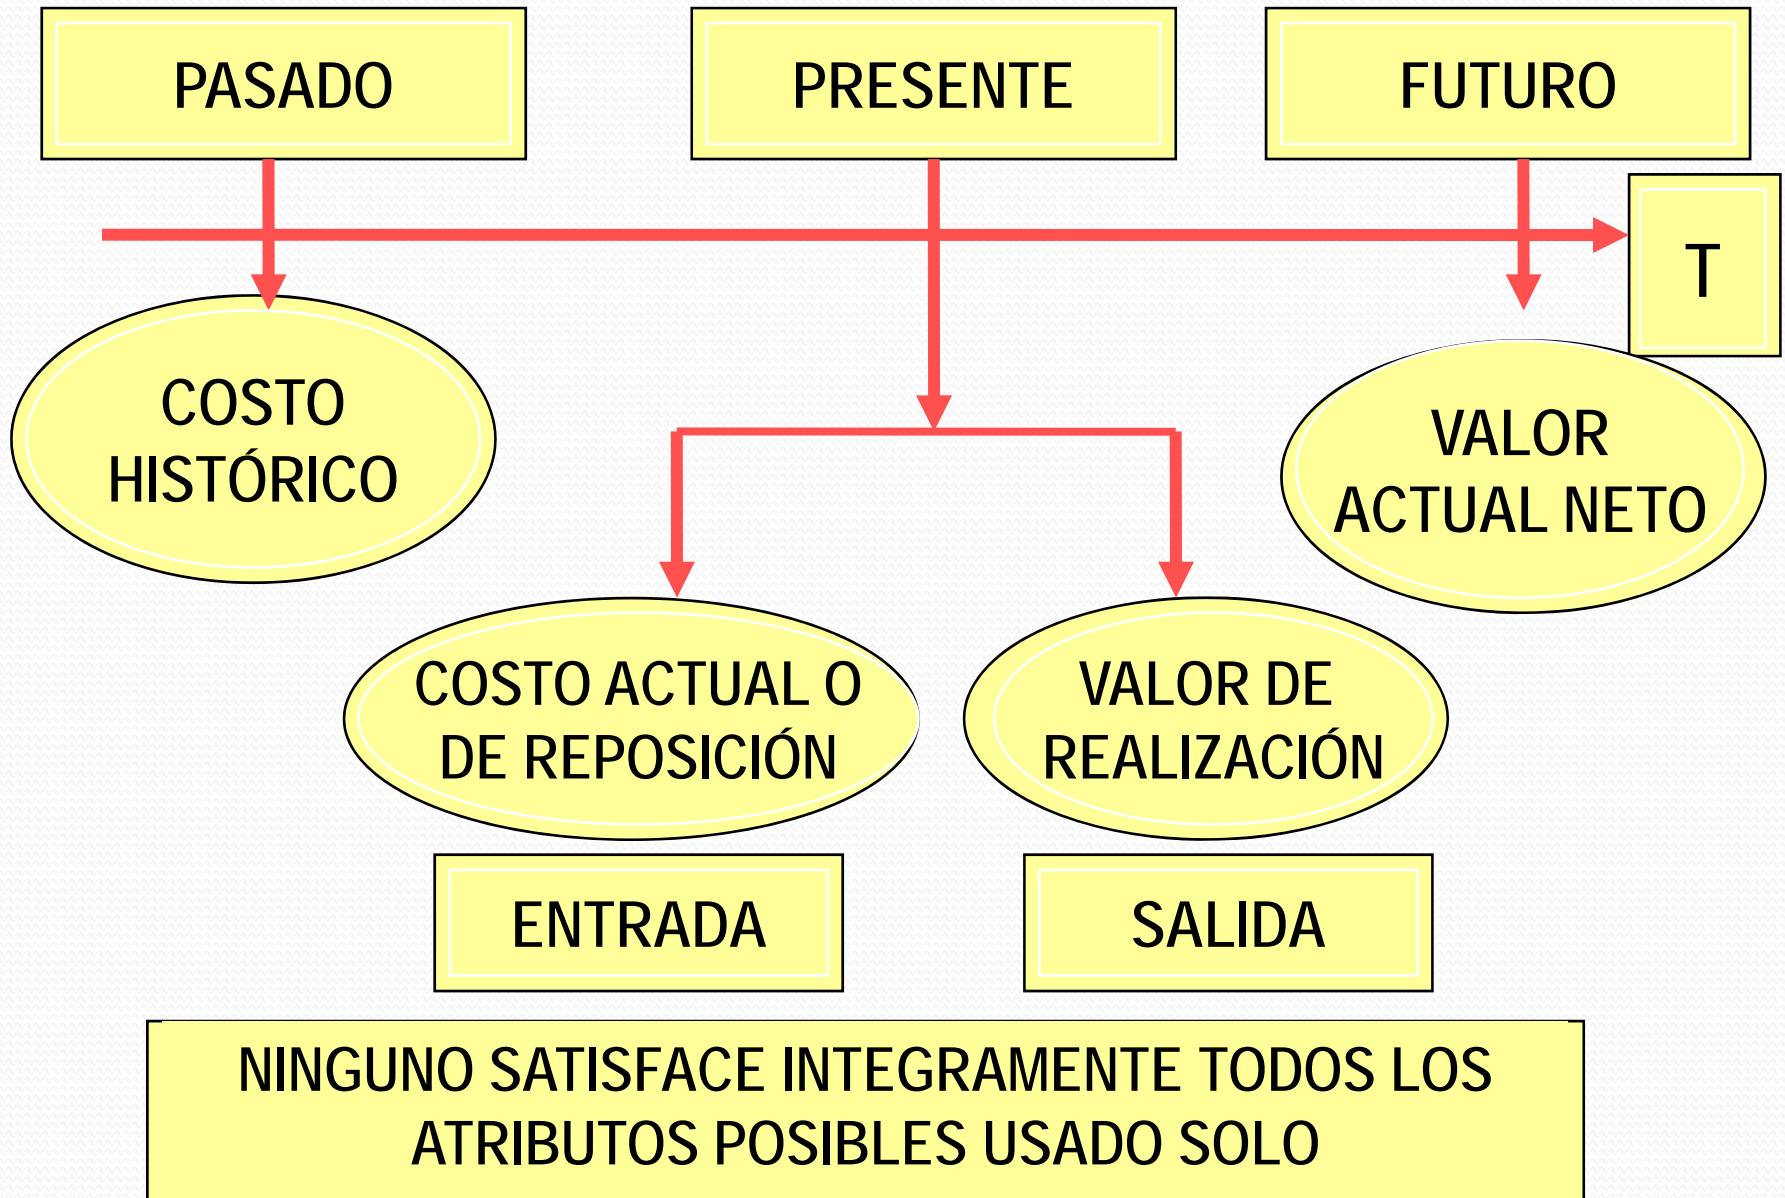 PASADO
PRESENTE
FUTURO
T
COSTO
HISTÓRICO
VALOR
ACTUAL NETO
COSTO ACTUAL O
DE REPOSICIÓN
VALOR DE
REALIZACIÓN
ENTRADA
SALIDA
NINGUNO SATISFACE INTEGRAMENTE TODOS LOS
ATRIBUTOS POSIBLES USADO SOLO